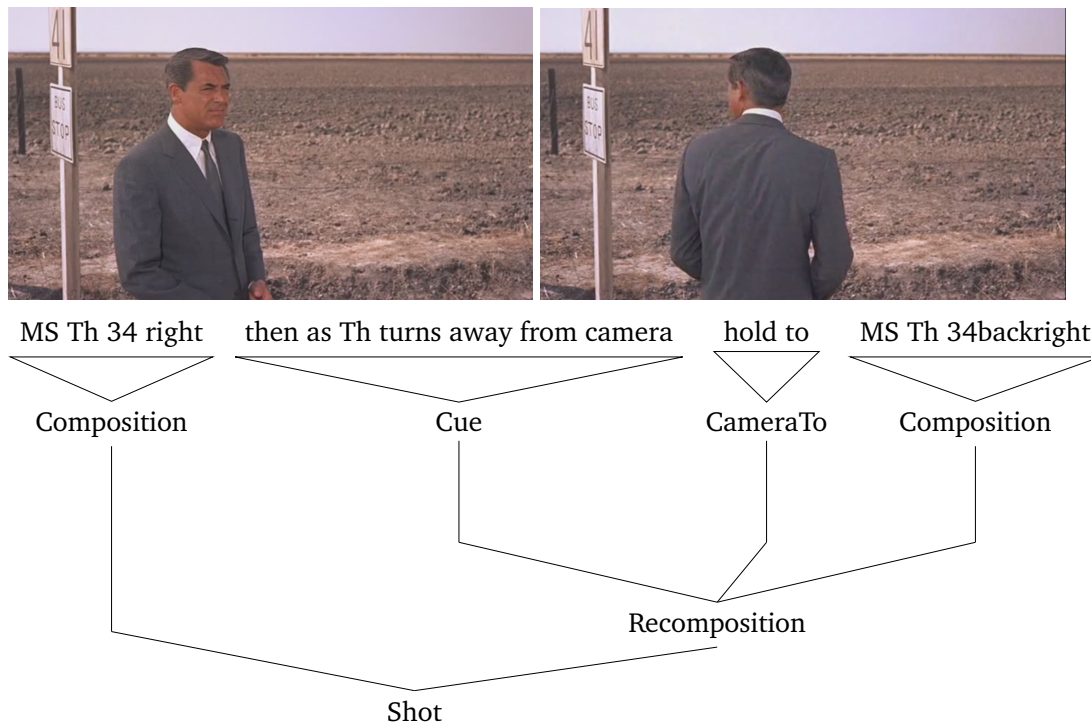 41
BUS
STOP
41
BUS
STOP
MS Th 34 right then as Th turns away from camera hold to MS Th 34backright
Composition Cue CameraTo Composition
Recomposition
Shot